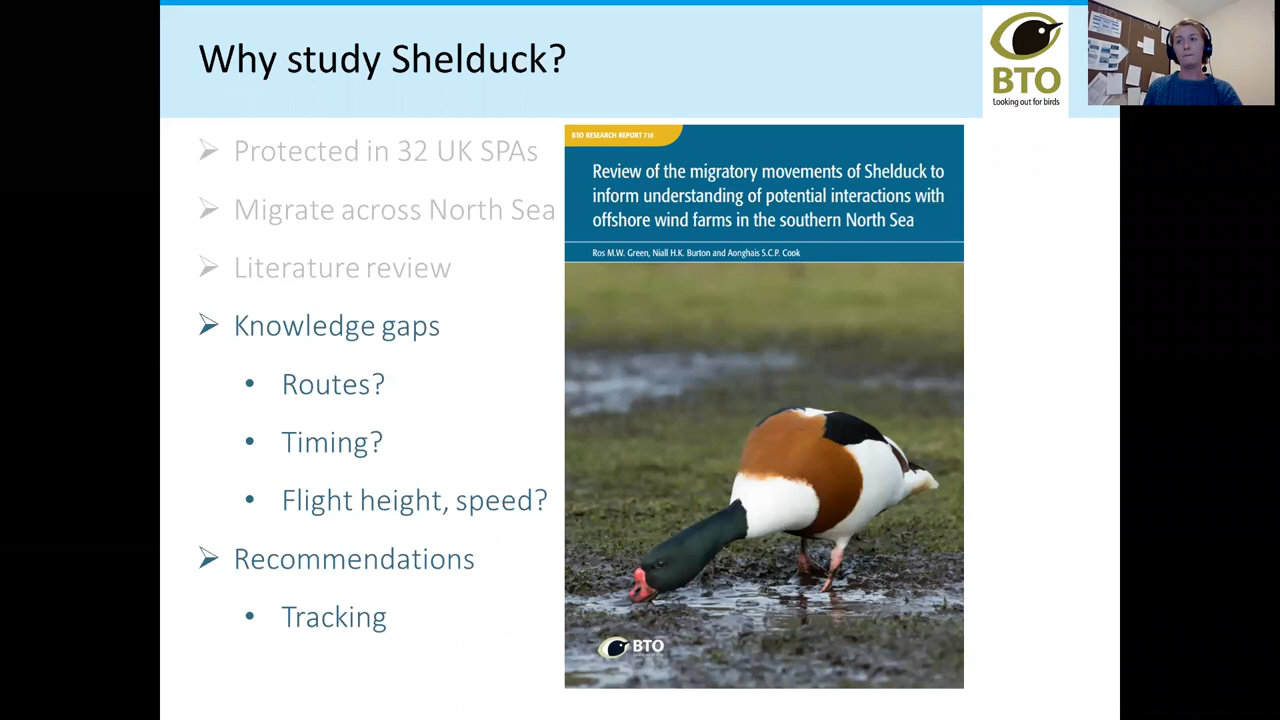 Why study Shelduck?
BTO
Looking out for birds
Protected in 32 UK SPAs
Migrate across North Sea
Literature review
Knowledge gaps
Routes?
Timing?
Flight height, speed?
Recommendations
Tracking
BTO RESEARCH REPORT 718
Review of the migratory movements of Shelduck to
inform understanding of potential interactions with
offshore wind farms in the southern North Sea
Ros M.W. Green, Niall H.K. Burton and Aonghais S.C.P. Cook
BTO